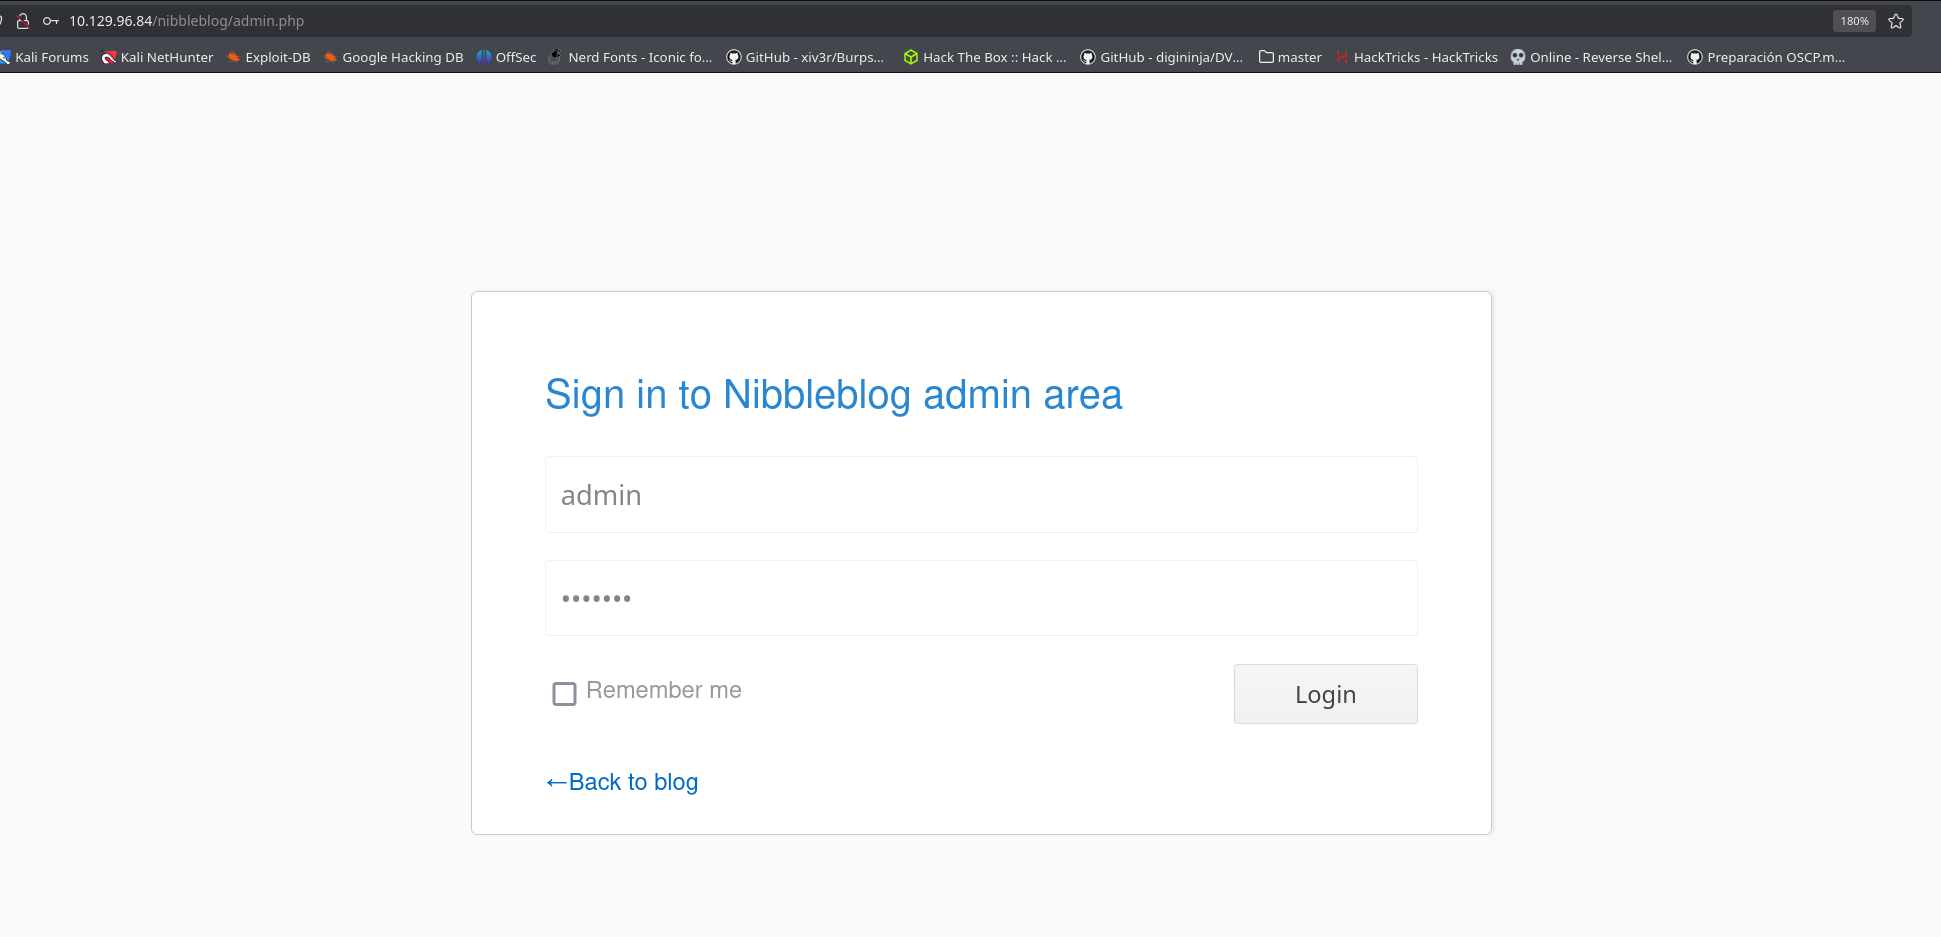 10.129.96.84/nibbleblog/admin.php 180%
Kali Forums Kali NetHunter Exploit-DB Google Hacking DB OffSec Nerd Fonts - Iconic fo... GitHub - xiv3r/Burps... Hack The Box :: Hack ... GitHub - digininja/DV... master HackTricks - HackTricks Online - Reverse Shel... Preparación OSCP.m...
Sign in to Nibbleblog admin area
admin
•••••••
Remember me Login
←Back to blog